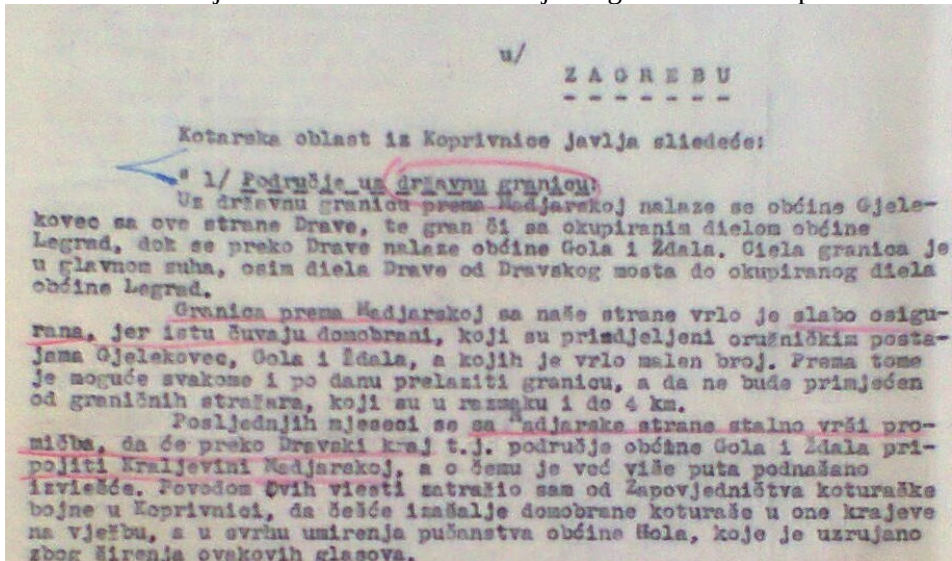 u/
Z A G R E B U
Kotarska oblast iz Koprivnice javlja sliedeće:
" 1/ Područje uz državnu granicu:
Uz državnu granicu prema Madjarskoj nalaze se obćine Gjele-
kovec sa ove strane Drave, te gran či sa okupiranim dielom obćine
Legrad, dok se preko Drave nalaze obćine Gola i Ždala. Ciela granica je
u glavnom suha, osim diela Drave od Dravskog mosta do okupiranog diela
obćine Legrad.
Granica prema Madjarskoj sa naše strane vrlo je slabo osigu-
rana, jer istu čuvaju domobrani, koji su primdjeljeni oružničkim posta-
jama Gjelekovec, Gola i Ždala, a kojih je vrlo malen broj. Prema tome
je moguće svakome i po danu prelaziti granicu, a da ne bude primjećen
od graničnih stražara, koji su u razmaku i do 4 km.
Posljednjih mjeseci se sa Madjarske strane stalno vrši pro-
mičba, da će preko Dravski kraj t.j. područje obćine Gola i Ždala pri-
pojiti Kraljevini Madjarskoj, a o čemu je već više puta podnašano
izviešće. Povodom ovih viesti zatražio sam od Zapovjedničtva koturaške
bojne u Koprivnici, da češće izašalje domobrane koturaše u one krajeve
na vježbu, a u svrhu umirenja pučanstva obćine Hola, koje je uzrujano
zbog širenja ovakovih glasova.